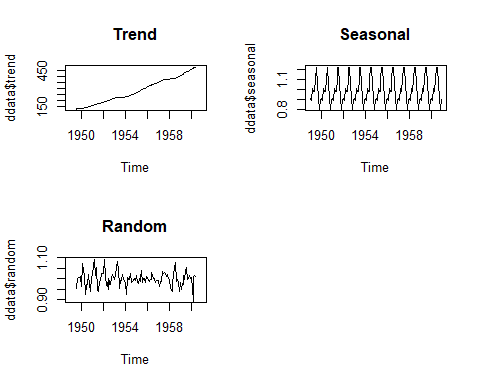 Trend
ddata$trend
150 450
1950 1954 1958
Time
Seasonal
ddata$seasonal
0.8 1.1
1950 1954 1958
Time
Random
ddata$random
0.90 1.10
1950 1954 1958
Time